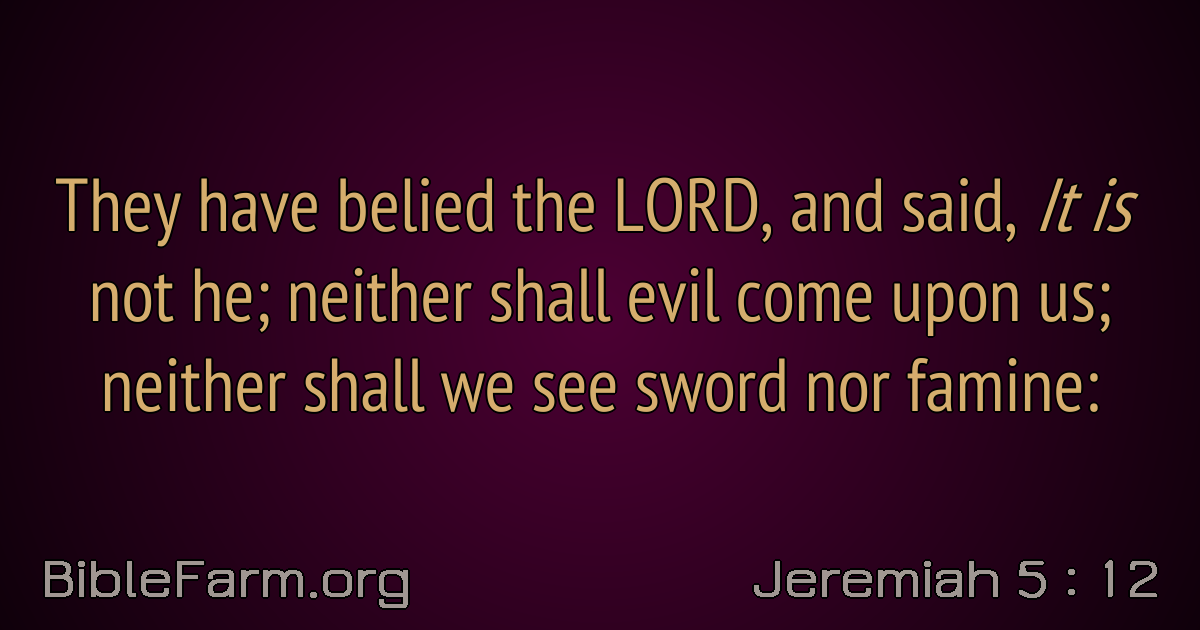 They have belied the LORD, and said, It is
not he; neither shall evil come upon us;
neither shall we see sword nor famine:
BibleFarm.org
Jeremiah 5 : 12